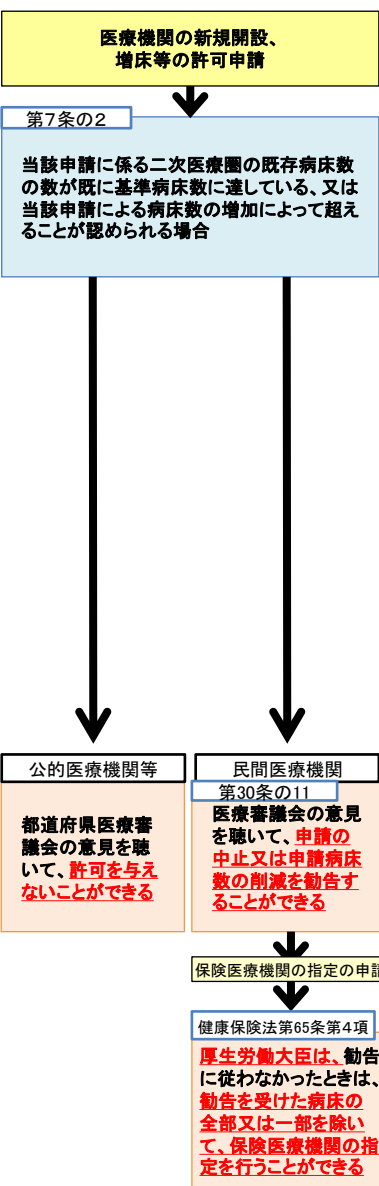 医療機関の新規開設、
増床等の許可申請
第7条の2
当該申請に係る二次医療圏の既存病床数
の数が既に基準病床数に達している、又は
当該申請による病床数の増加によって超え
ることが認められる場合
公的医療機関等
都道府県医療審
議会の意見を聴
いて、許可を与え
ないことができる
民間医療機関
第30条の11
医療審議会の意見
を聴いて、申請の
中止又は申請病床
数の削減を勧告す
ることができる
保険医療機関の指定の申請
健康保険法第65条第4項
厚生労働大臣は、勧告
に従わなかったときは、
勧告を受けた病床の
全部又は一部を除い
て、保険医療機関の指
定を行うことができる